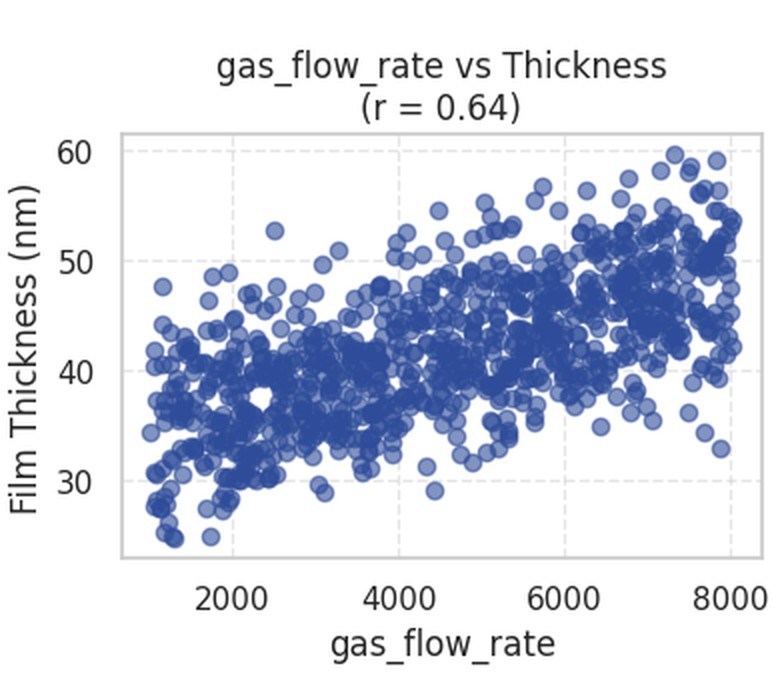 gas_flow_rate vs Thickness
(r = 0.64)
60
50
40
30
Film Thickness (nm)
2000 4000 6000 8000
gas_flow_rate